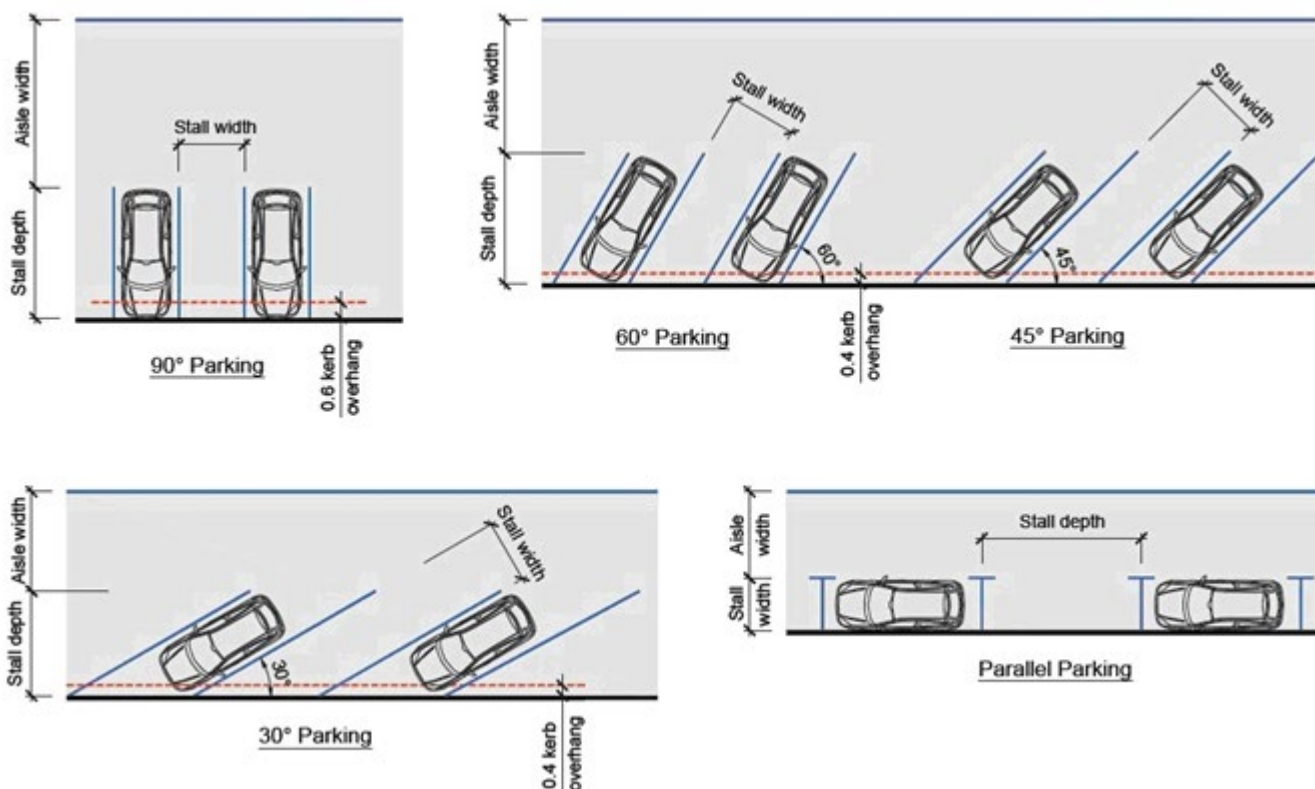 Aisle width
Stall depth
Stall width
0.6 kerb
overhang
90° Parking
Aisle width
Stall depth
Stall width
Stall width
60°
45°
0.4 kerb
overhang
60° Parking
45° Parking
Aisle width
Stall depth
Stall width
30°
0.4 kerb
overhang
30° Parking
Aisle
width
Stall
width
Stall depth
Parallel Parking